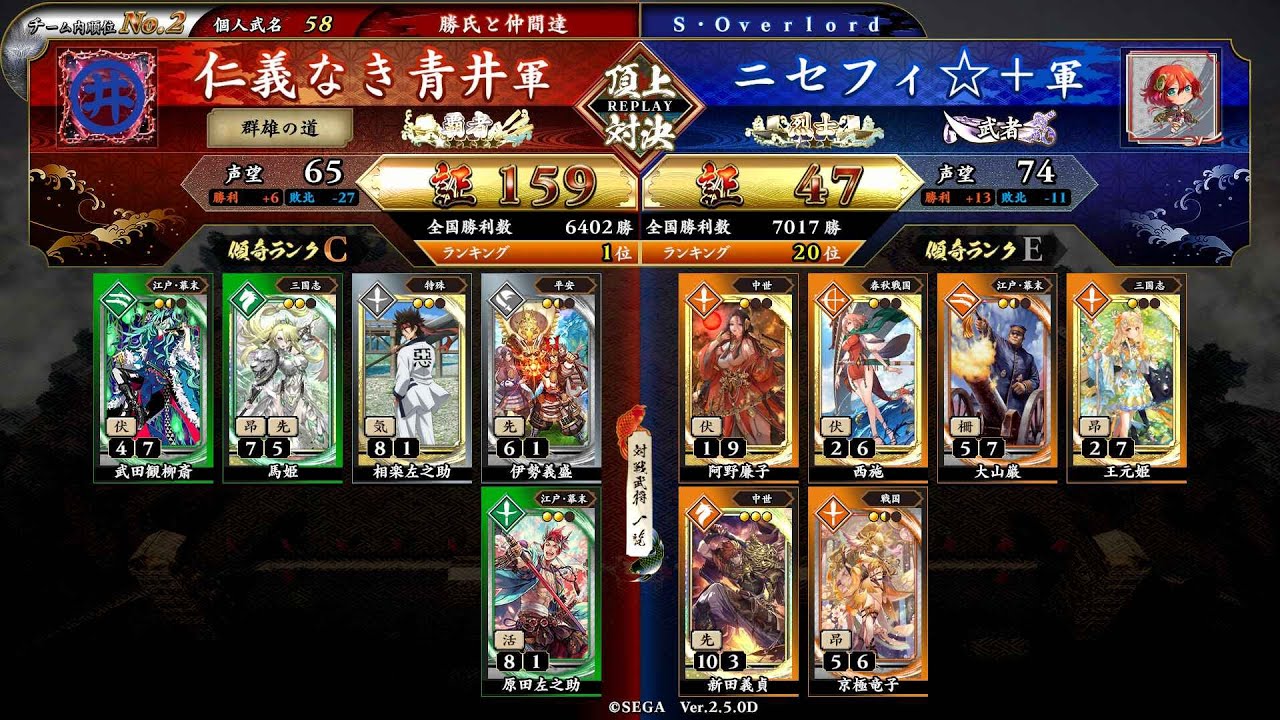 チーム内順位 No.2 個人武名 58 勝氏と仲間達
S・Overlord
仁義なき青井軍
頂上
REPLAY
対決
ニセフィ☆十軍
井
群雄の道
覇者
烈士
武者
声望 65
勝利 +6 敗北 -27
証 159
証 47
声望 74
勝利 +13 敗北 -11
全国勝利数 6402勝
全国勝利数 7017勝
ランキング 1位
ランキング 20位
傾奇ランク C
傾奇ランク E
江戸・幕末
伏
4 7
武田観柳斎
三国志
昂 先
7 5
馬姫
特殊
惡
気
8 1
相楽左之助
平安
先
6 1
伊勢義盛
中世
伏
1 9
阿野廉子
春秋戦国
伏
2 6
西施
江戸・幕末
柵
5 7
大山巌
三国志
昂
2 7
王元姫
対戦武将一覧
江戸・幕末
活
8 1
原田左之助
中世
先
10 3
新田義貞
戦国
昂
5 6
京極竜子
©SEGA Ver.2.5.0D